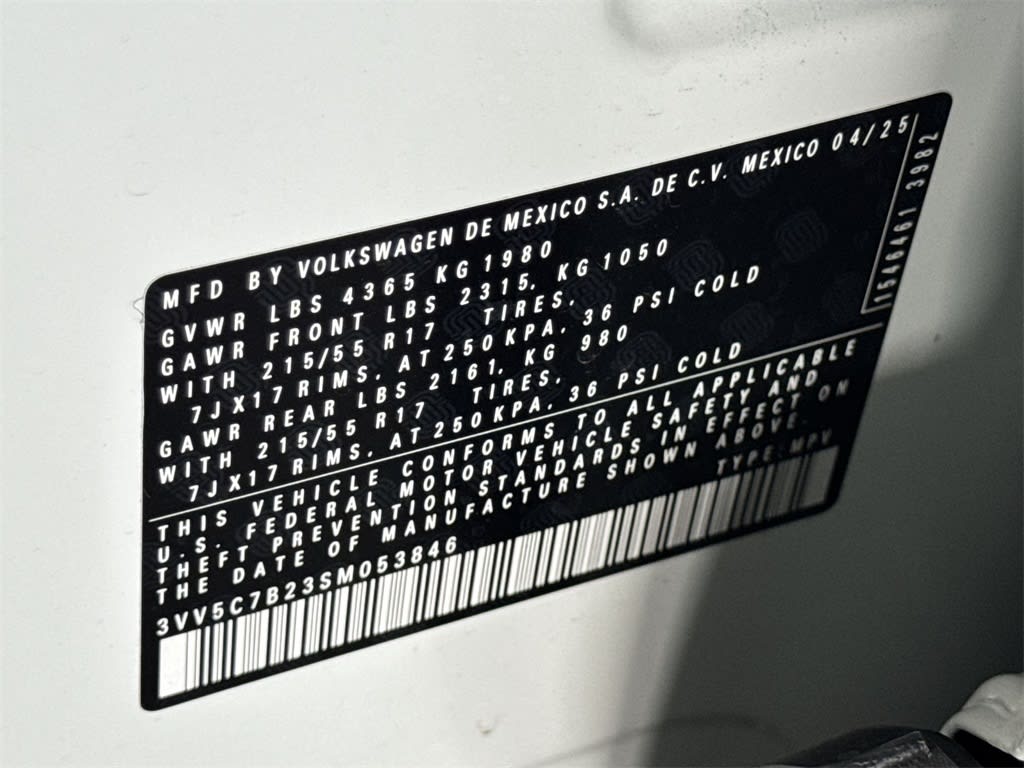 MFD BY VOLKSWAGEN DE MEXICO S.A. DE C.V. MEXICO 04/25
GVWR LBS 4365 KG 1980
GAWR FRONT LBS 2315, KG 1050
WITH 215/55 R17 TIRES,
7JX17 RIMS, AT 250KPA, 36 PSI COLD
GAWR REAR LBS 2161, KG 980
WITH 215/55 R17 TIRES,
7JX17 RIMS, AT 250KPA, 36 PSI COLD
1546461 3982
THIS VEHICLE CONFORMS TO ALL APPLICABLE
U.S. FEDERAL MOTOR VEHICLE SAFETY AND
THEFT PREVENTION STANDARDS IN EFFECT ON
THE DATE OF MANUFACTURE SHOWN ABOVE.
3VV5C7B23SM053846 TYPE: MPV